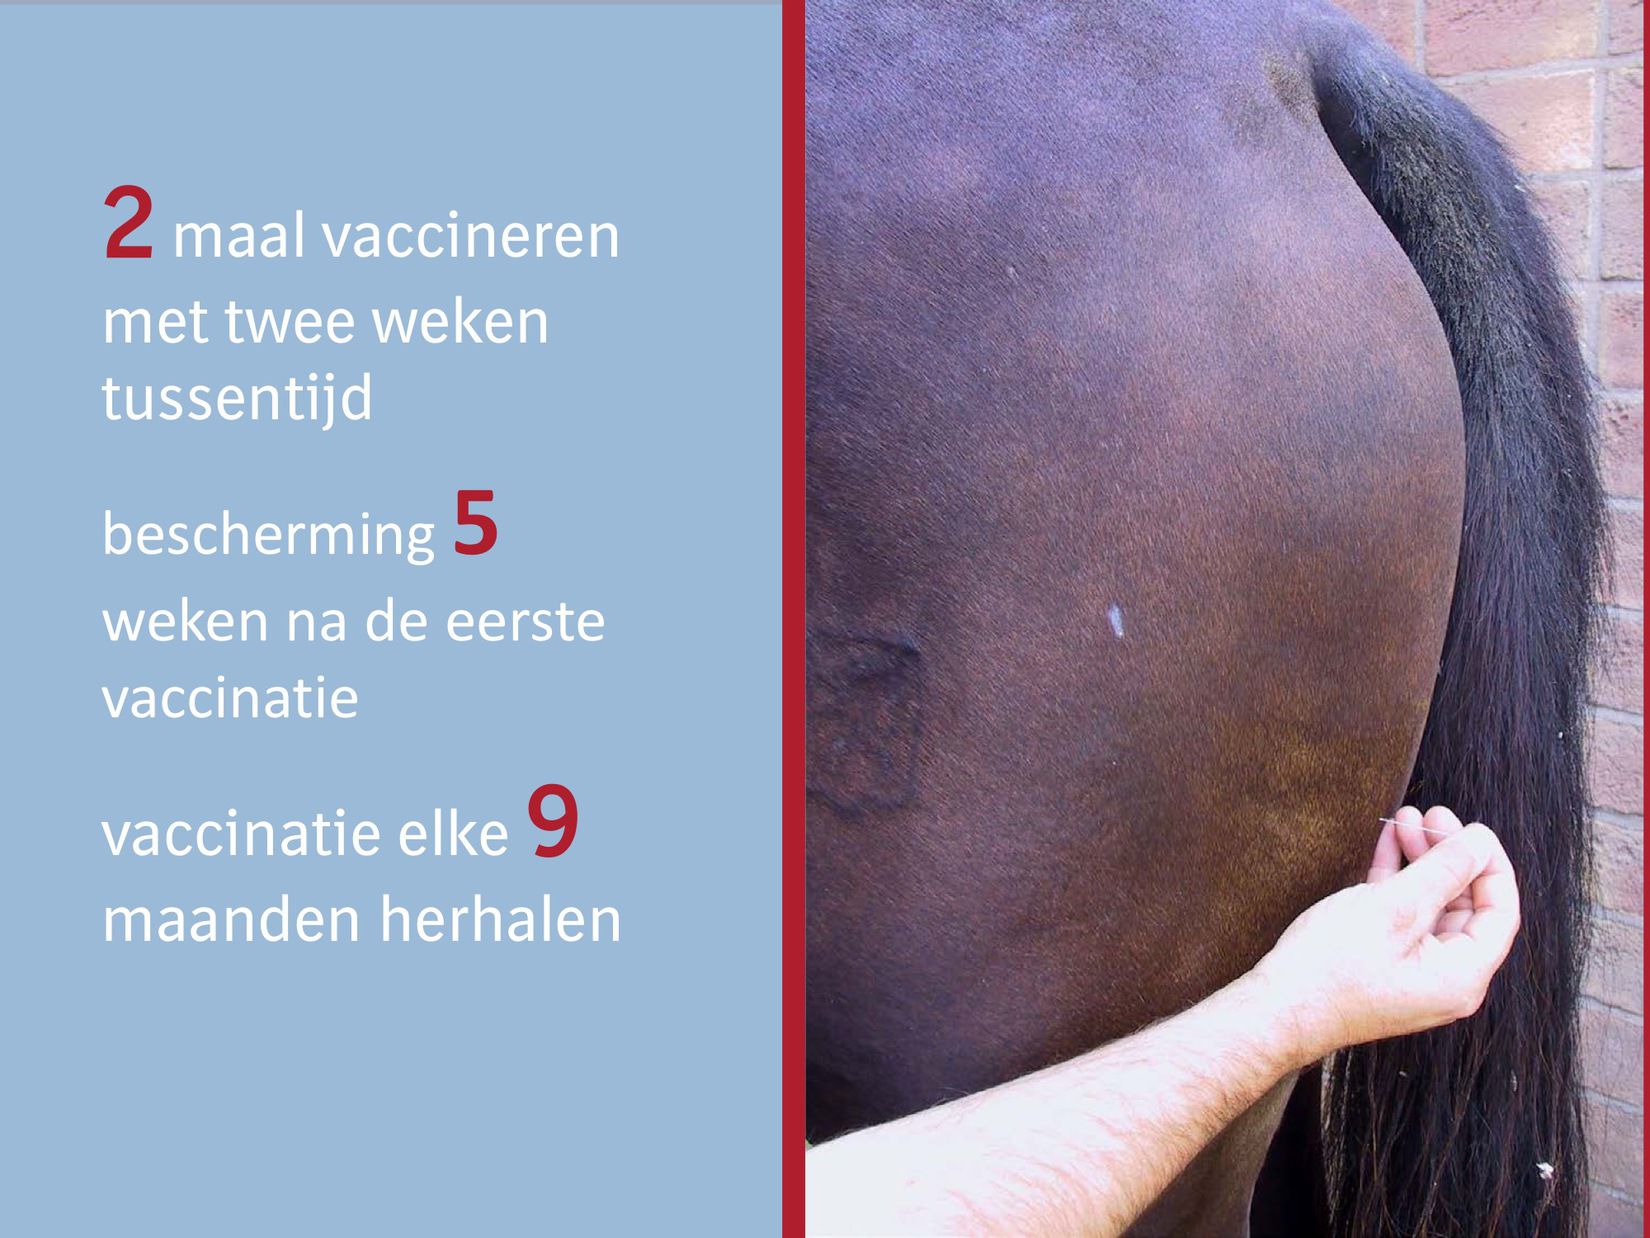 2 maal vaccineren
met twee weken
tussentijd
bescherming 5
weken na de eerste
vaccinatie
vaccinatie elke 9
maanden herhalen